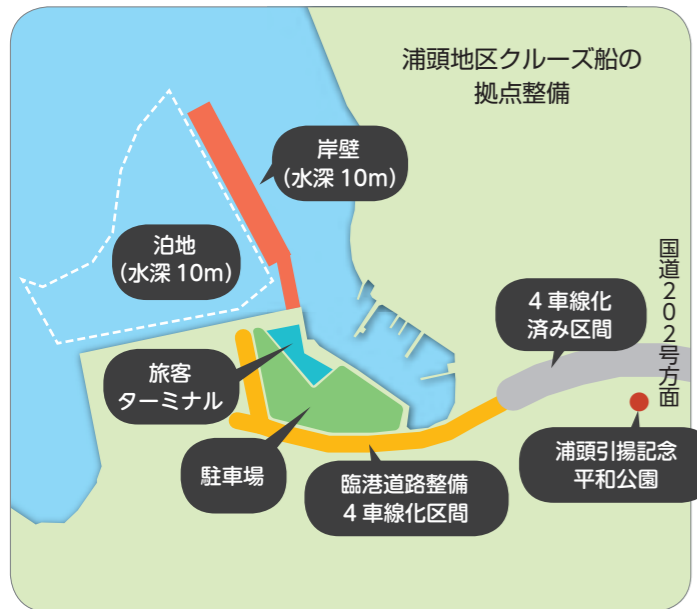 浦頭地区クルーズ船の
拠点整備
岸壁
（水深 10m）
泊地
（水深 10m）
国道２０２号方面
4 車線化
済み区間
旅客
ターミナル
浦頭引揚記念
平和公園
駐車場
臨港道路整備
4 車線化区間